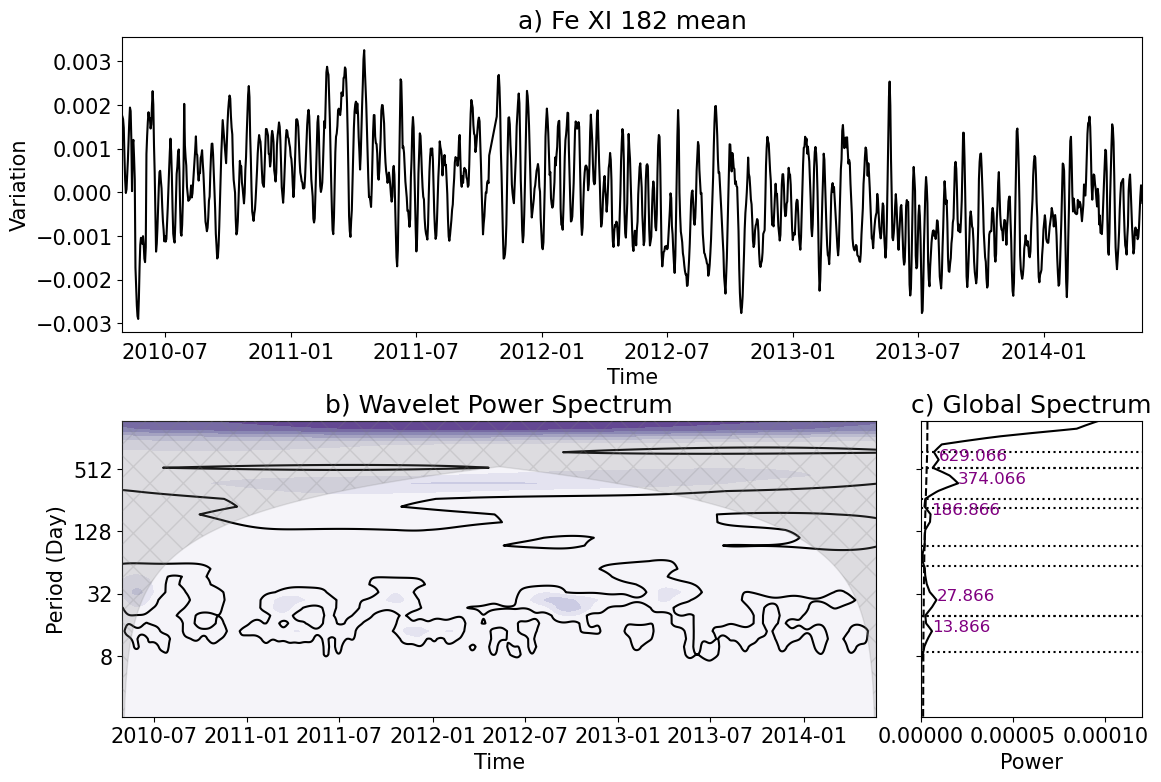 a) Fe XI 182 mean
Variation
0.003
0.002
0.001
0.000
−0.001
−0.002
−0.003
2010-07 2011-01 2011-07 2012-01 2012-07 2013-01 2013-07 2014-01
Time
b) Wavelet Power Spectrum
Period (Day)
512
128
32
8
2010-07 2011-01 2011-07 2012-01 2012-07 2013-01 2013-07 2014-01
Time
c) Global Spectrum
629.066
374.066
186.866
27.866
13.866
0.00000 0.00005 0.00010
Power